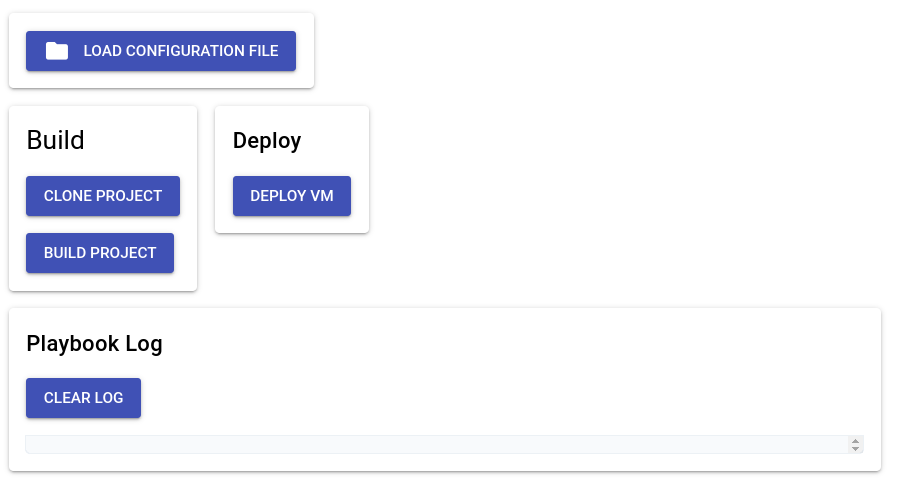 LOAD CONFIGURATION FILE
Build
Deploy
CLONE PROJECT
DEPLOY VM
BUILD PROJECT
Playbook Log
CLEAR LOG